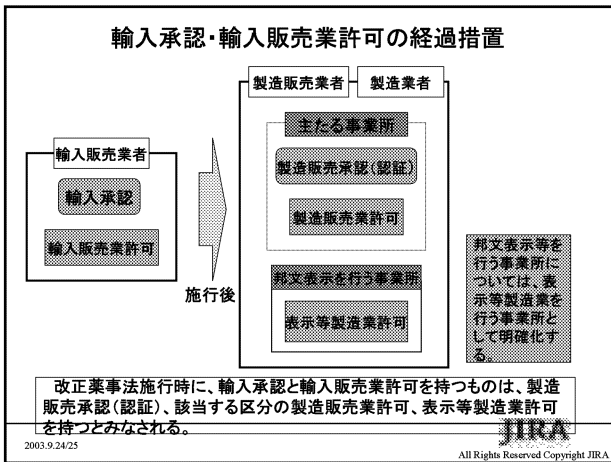 輸入承認・輸入販売業許可の経過措置
製造販売業者
製造業者
主たる事業所
輸入販売業者
製造販売承認(認証)
輸入承認
製造販売業許可
輸入販売業許可
施行後
邦文表示を行う事業所
表示等製造業許可
邦文表示等を
行う事業所に
ついては、表
示等製造業を
行う事業所と
して明確化す
る。
改正薬事法施行時に、輸入承認と輸入販売業許可を持つものは、製造
販売承認(認証)、該当する区分の製造販売業許可、表示等製造業許可
を持つとみなされる。
JIRA
2003.9.24/25
All Rights Reserved Copyright JIRA